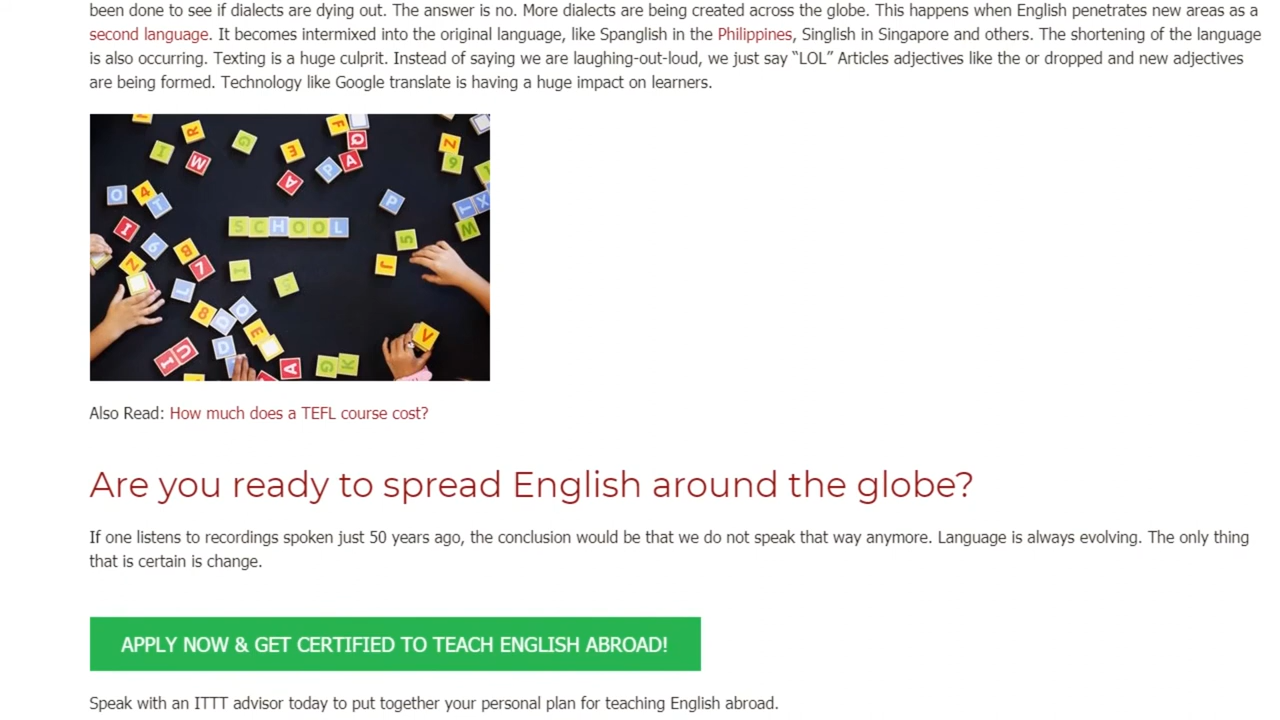 been done to see if dialects are dying out. The answer is no. More dialects are being created across the globe. This happens when English penetrates new areas as a
second language. It becomes intermixed into the original language, like Spanglish in the Philippines, Singlish in Singapore and others. The shortening of the language
is also occurring. Texting is a huge culprit. Instead of saying we are laughing-out-loud, we just say “LOL” Articles adjectives like the or dropped and new adjectives
are being formed. Technology like Google translate is having a huge impact on learners.
SCHOOL
Also Read: How much does a TEFL course cost?
Are you ready to spread English around the globe?
If one listens to recordings spoken just 50 years ago, the conclusion would be that we do not speak that way anymore. Language is always evolving. The only thing
that is certain is change.
APPLY NOW & GET CERTIFIED TO TEACH ENGLISH ABROAD!
Speak with an ITTT advisor today to put together your personal plan for teaching English abroad.